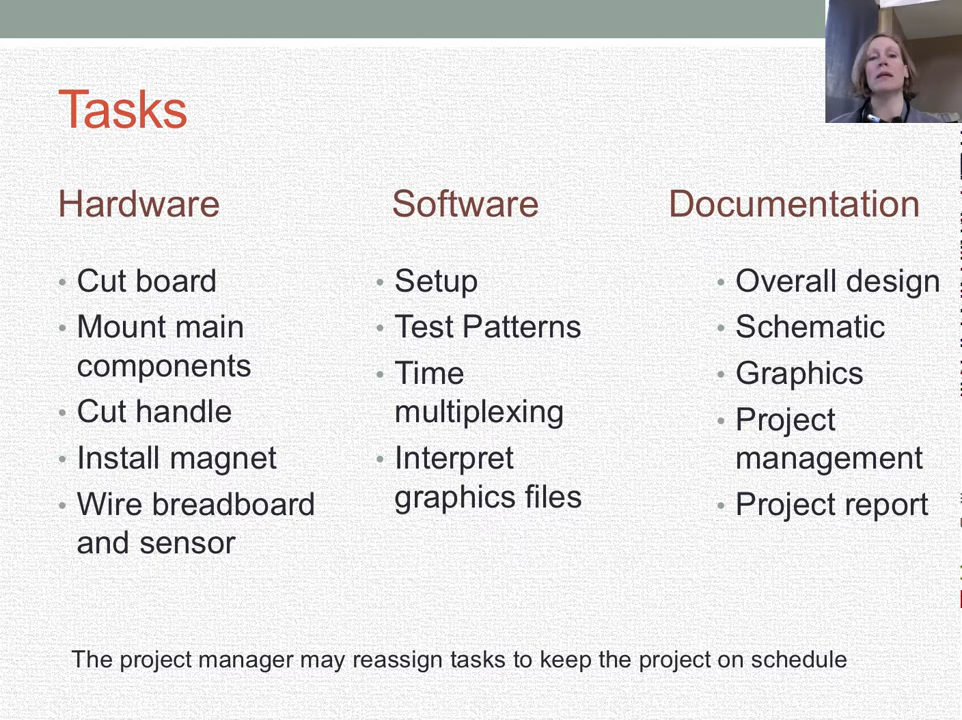 Tasks
Hardware
• Cut board
• Mount main
components
• Cut handle
• Install magnet
• Wire breadboard
and sensor
Software
• Setup
• Test Patterns
• Time
multiplexing
• Interpret
graphics files
Documentation
• Overall design
• Schematic
• Graphics
• Project
management
• Project report
The project manager may reassign tasks to keep the project on schedule